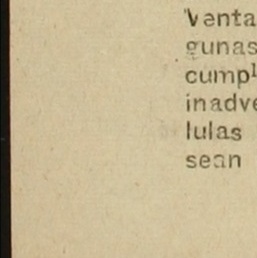 Venta
gunas
cumpl
inadve
lulas
sean